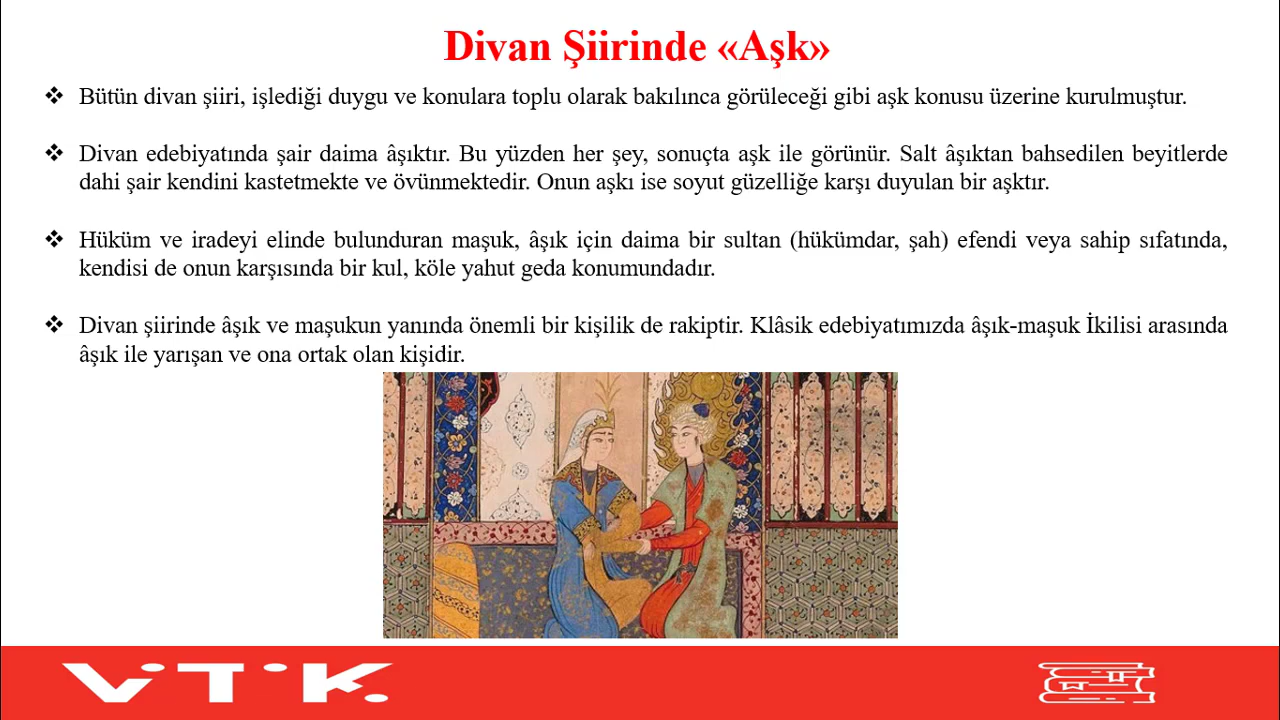 Divan Şiirinde «Aşk»
❖ Bütün divan şiiri, işlediği duygu ve konulara toplu olarak bakılınca görüleceği gibi aşk konusu üzerine kurulmuştur.
❖ Divan edebiyatında şair daima âşıktır. Bu yüzden her şey, sonuçta aşk ile görünür. Salt âşıktan bahsedilen beyitlerde
dahi şair kendini kastetmekte ve övünmektedir. Onun aşkı ise soyut güzelliğe karşı duyulan bir aşktır.
❖ Hüküm ve iradeyi elinde bulunduran maşuk, âşık için daima bir sultan (hükümdar, şah) efendi veya sahip sıfatında,
kendisi de onun karşısında bir kul, köle yahut geda konumundadır.
❖ Divan şiirinde âşık ve maşukun yanında önemli bir kişilik de rakiptir. Klâsik edebiyatımızda âşık-maşuk İkilisi arasında
âşık ile yarışan ve ona ortak olan kişidir.
VTK